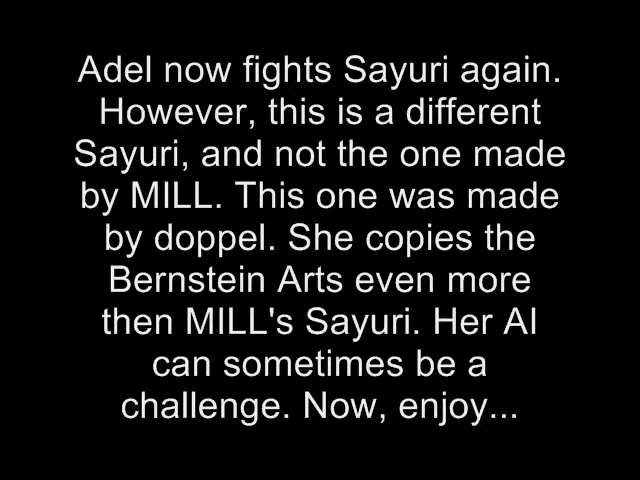 Adel now fights Sayuri again.
However, this is a different
Sayuri, and not the one made
by MILL. This one was made
by doppel. She copies the
Bernstein Arts even more
then MILL's Sayuri. Her AI
can sometimes be a
challenge. Now, enjoy...